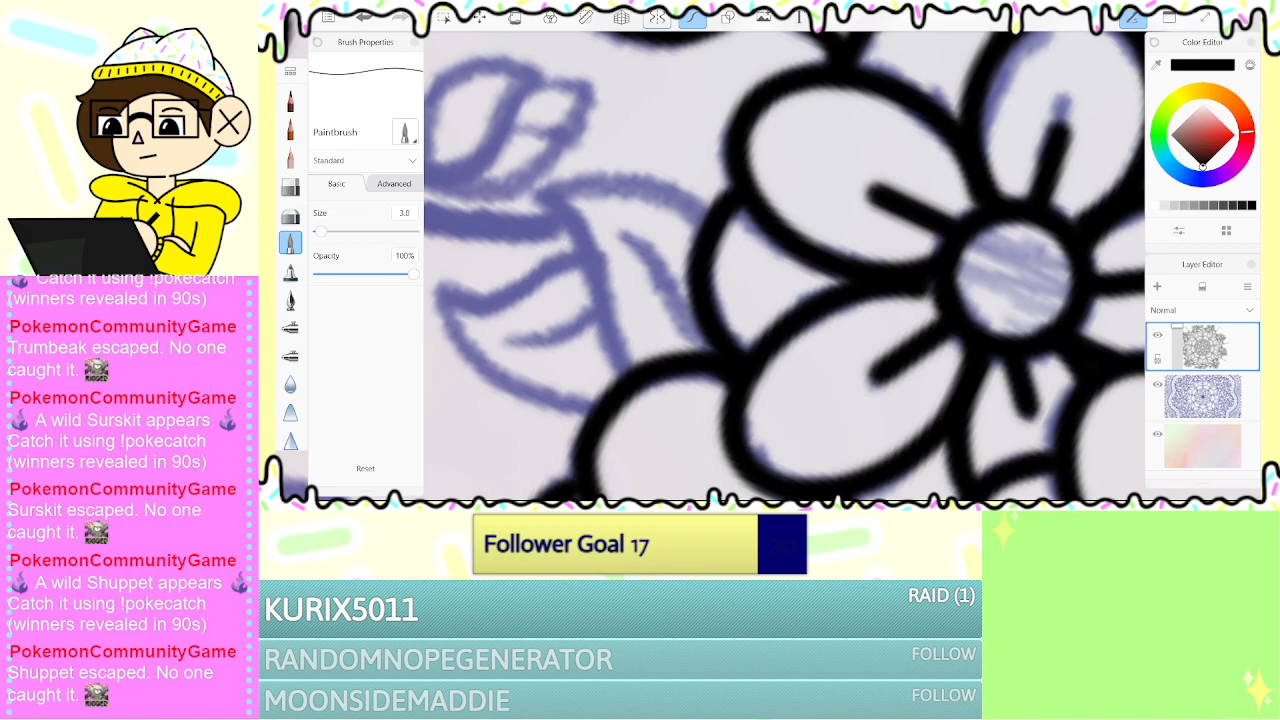 Catch it using !pokecatch
(winners revealed in 90s)
PokemonCommunityGame
Trumbeak escaped. No one
caught it.
PokemonCommunityGame
A wild Surskit appears
Catch it using !pokecatch
(winners revealed in 90s)
PokemonCommunityGame
Surskit escaped. No one
caught it.
PokemonCommunityGame
A wild Shuppet appears
Catch it using !pokecatch
(winners revealed in 90s)
PokemonCommunityGame
Shuppet escaped. No one
caught it.
Brush Properties
Paintbrush
Standard
Basic
Advanced
Size
3.0
Opacity
100%
Reset
Color Editor
Layer Editor
Normal
Follower Goal 17
20
KURIX5011
RAID (1)
RANDOMNOPEGENERATOR
FOLLOW
MOONSIDEMADDIE
FOLLOW